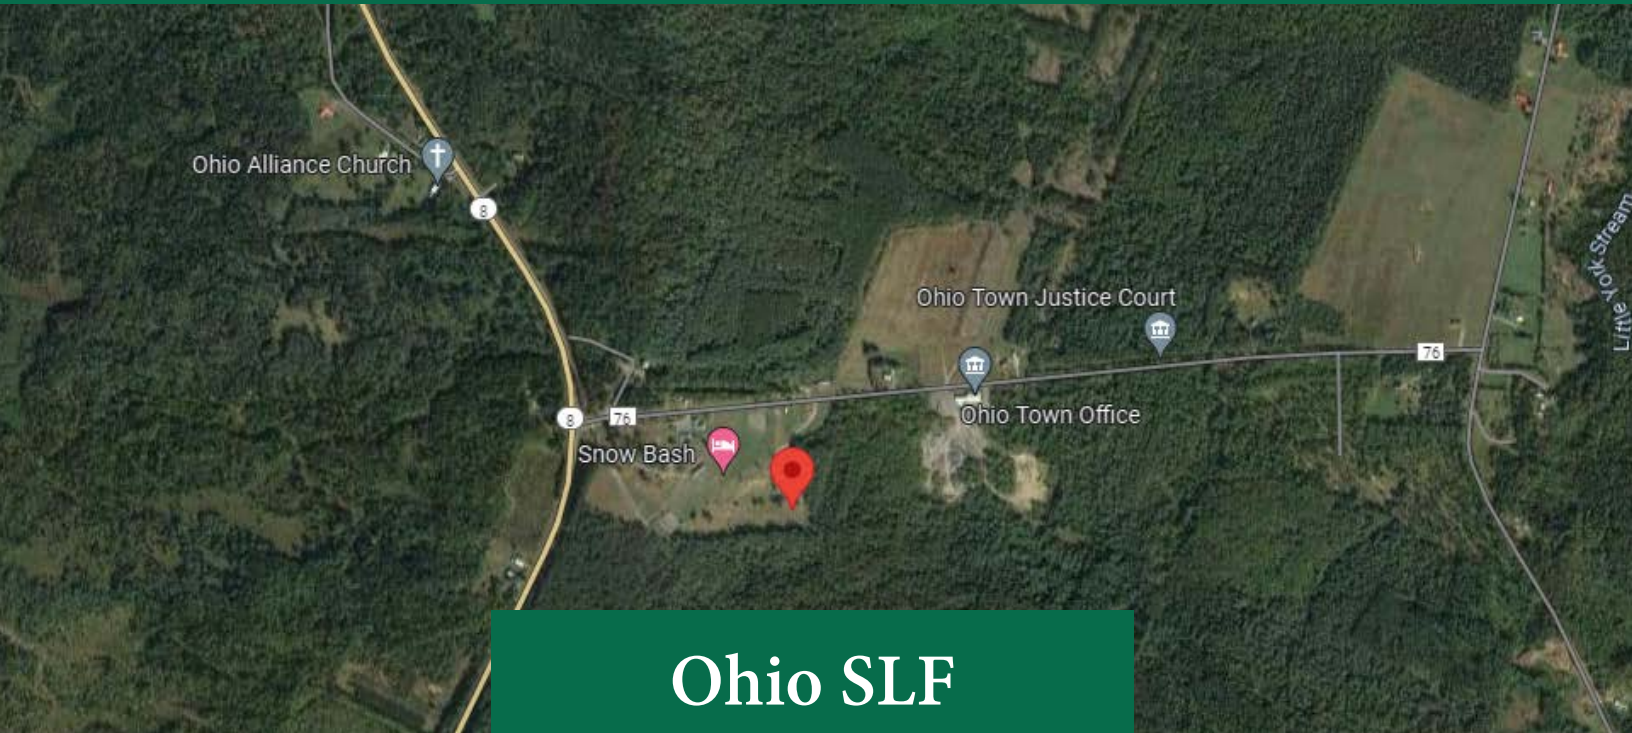 Ohio Alliance Church
8
Ohio Town Justice Court
76
8
76
Ohio Town Office
Snow Bash
Little York Stream
Ohio SLF